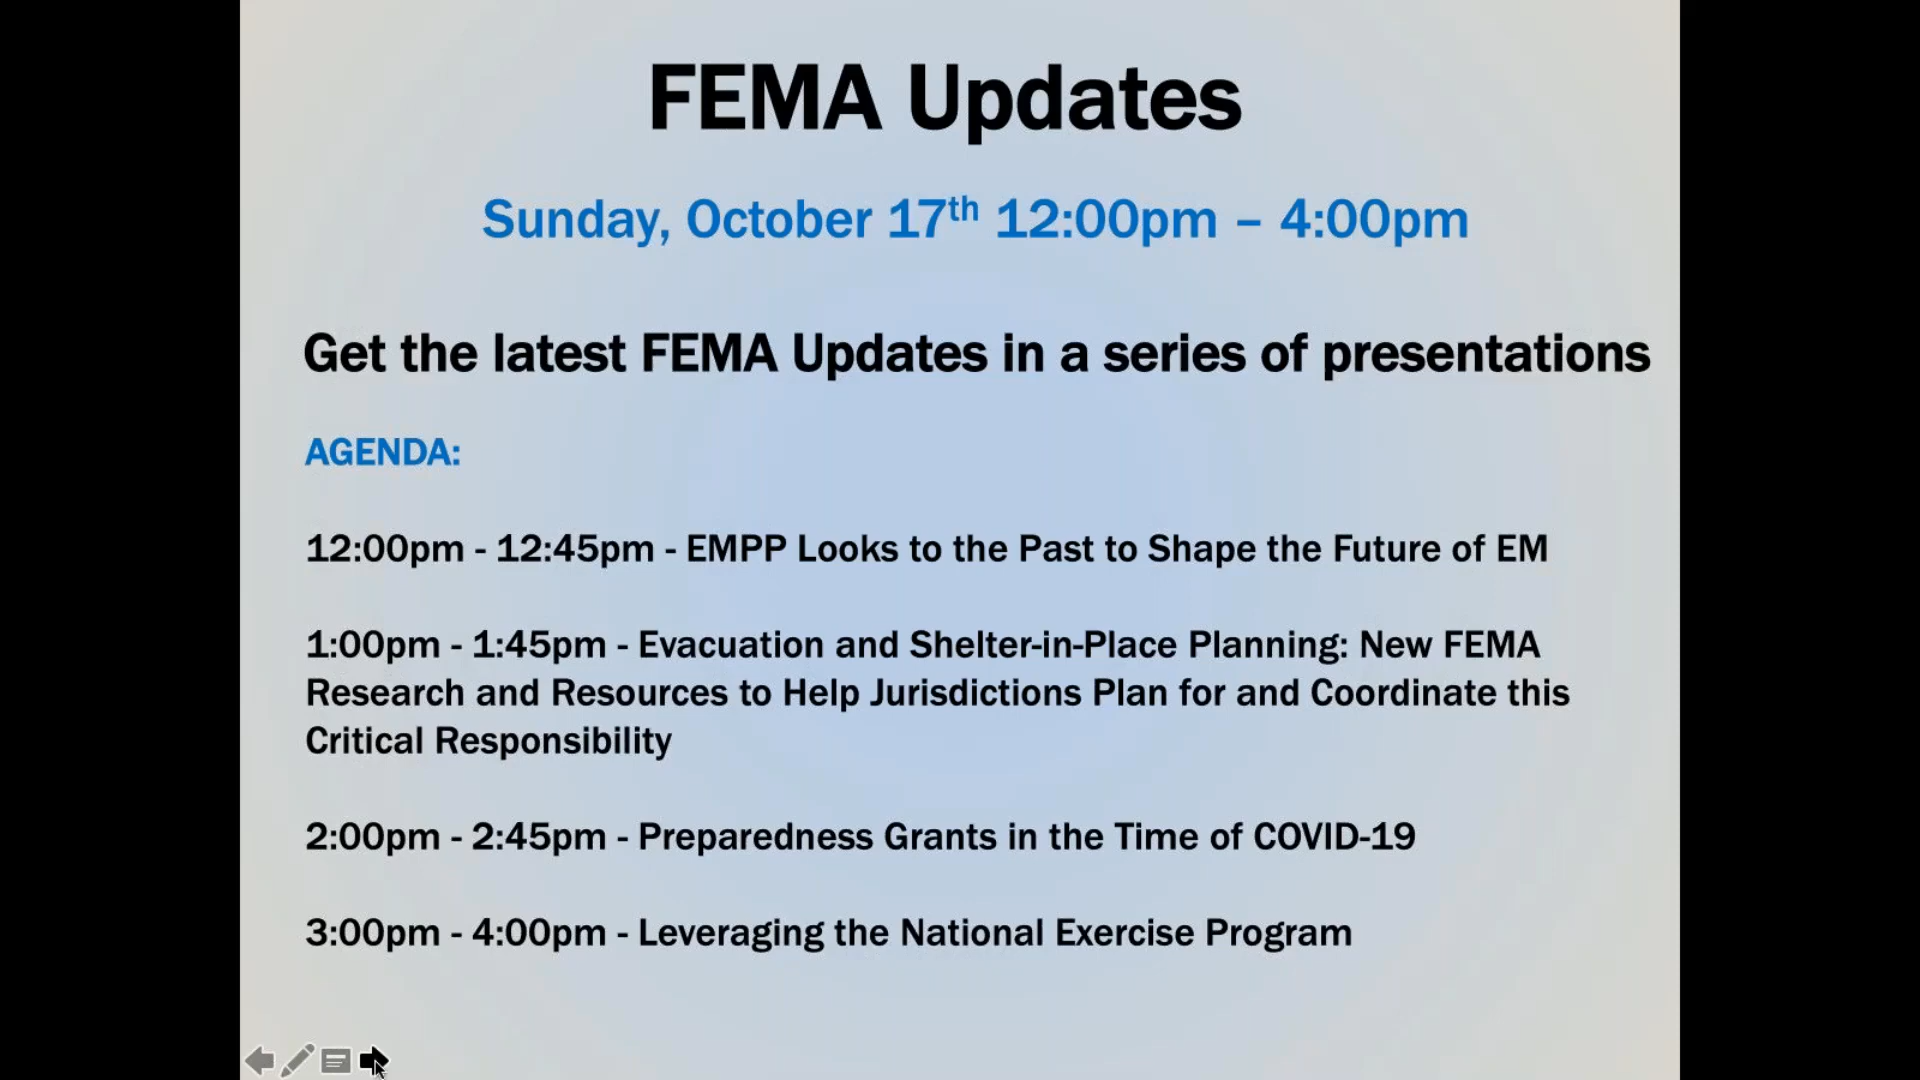 FEMA Updates
Sunday, October 17th 12:00pm – 4:00pm
Get the latest FEMA Updates in a series of presentations
AGENDA:
12:00pm - 12:45pm - EMPP Looks to the Past to Shape the Future of EM
1:00pm - 1:45pm - Evacuation and Shelter-in-Place Planning: New FEMA
Research and Resources to Help Jurisdictions Plan for and Coordinate this
Critical Responsibility
2:00pm - 2:45pm - Preparedness Grants in the Time of COVID-19
3:00pm - 4:00pm - Leveraging the National Exercise Program